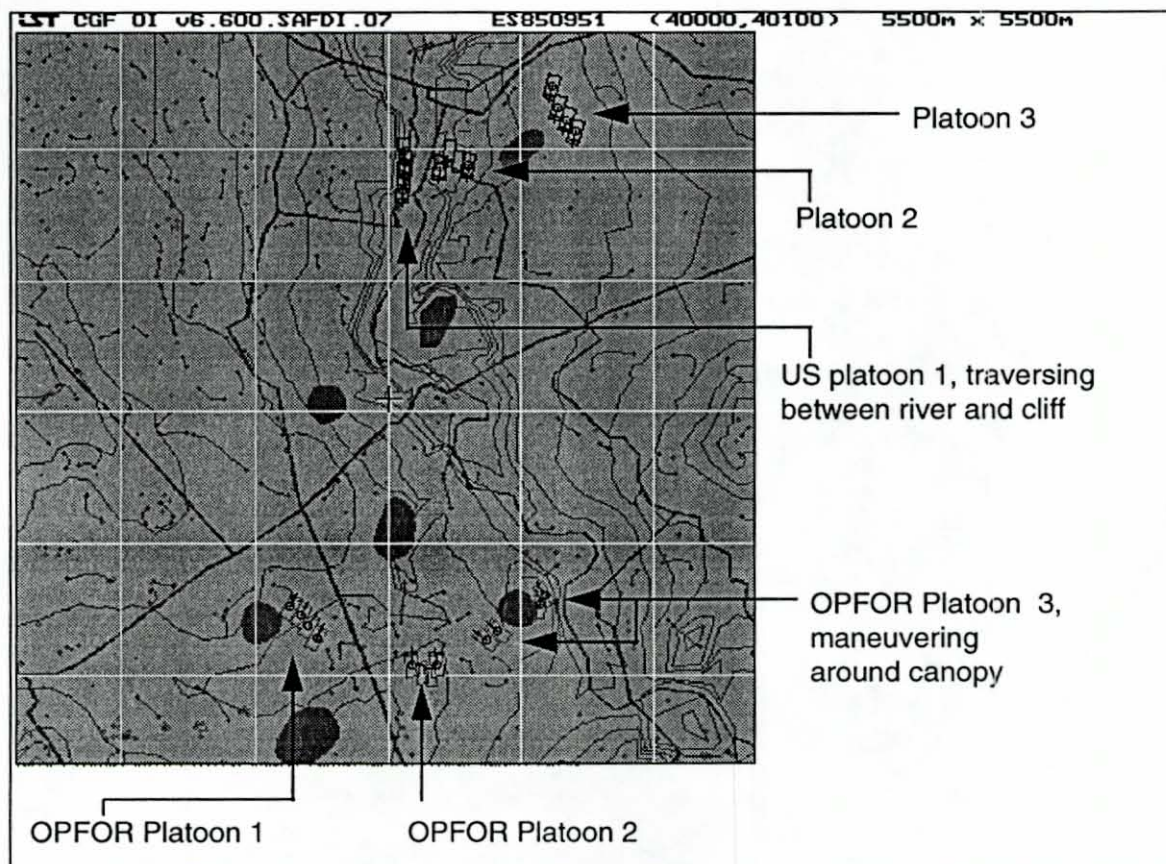 IST CGF OI v6.600.SAFDI.07 ES850951 (40000,40100) 5500m x 5500m
Platoon 3
Platoon 2
US platoon 1, traversing
between river and cliff
OPFOR Platoon 3,
maneuvering
around canopy
OPFOR Platoon 1
OPFOR Platoon 2